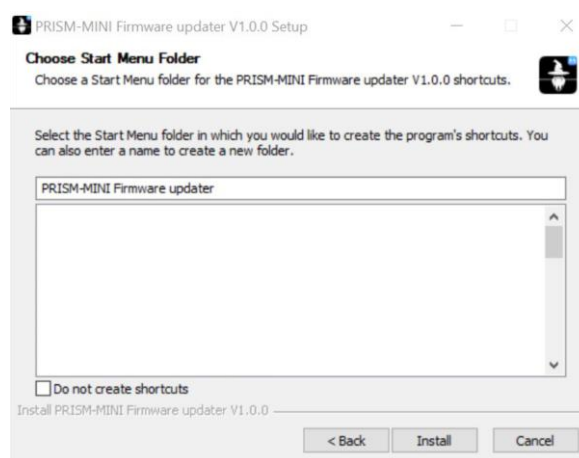 PRISM-MINI Firmware updater V1.0.0 Setup
Choose Start Menu Folder
Choose a Start Menu folder for the PRISM-MINI Firmware updater V1.0.0 shortcuts.
Select the Start Menu folder in which you would like to create the program's shortcuts. You
can also enter a name to create a new folder.
PRISM-MINI Firmware updater
Do not create shortcuts
Install PRISM-MINI Firmware updater V1.0.0
< Back Install Cancel